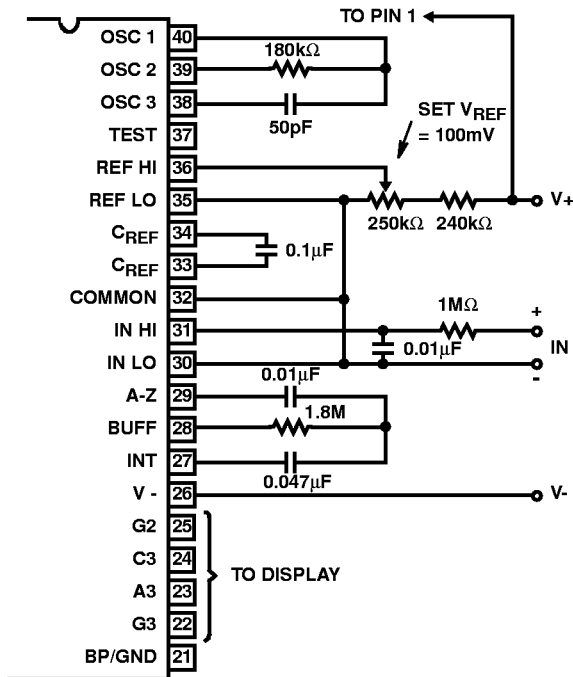 TO PIN 1
OSC 1 40
180kΩ
OSC 2 39
OSC 3 38
50pF
SET VREF
= 100mV
TEST 37
REF HI 36
REF LO 35
V+
250kΩ 240kΩ
CREF 34
0.1µF
CREF 33
COMMON 32
1MΩ
IN HI 31
+
0.01µF
IN
IN LO 30
-
0.01µF
A-Z 29
1.8M
BUFF 28
INT 27
0.047µF
V - 26
V-
G2 25
C3 24
TO DISPLAY
A3 23
G3 22
BP/GND 21